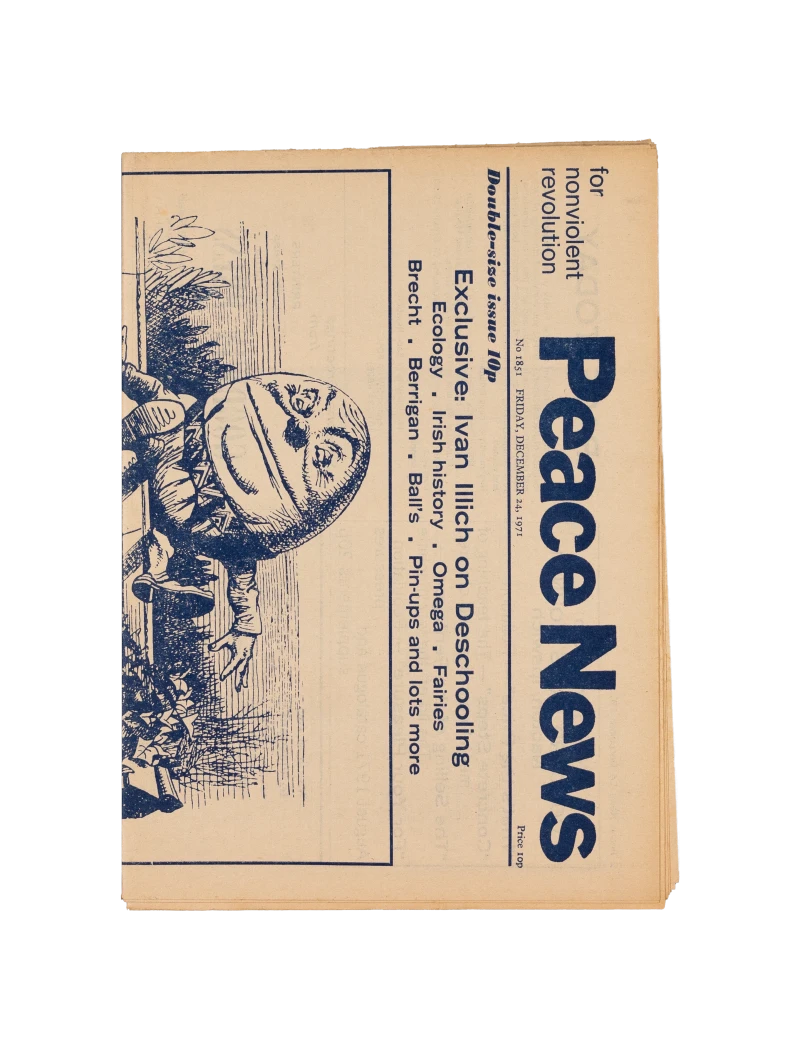 for
nonviolent
revolution
Peace News
No 1851 FRIDAY, DECEMBER 24, 1971 Price 10p
Double-size issue 10p
Exclusive: Ivan Illich on Deschooling
Ecology . Irish history . Omega . Fairies
Brecht . Berrigan . Ball's . Pin-ups and lots more